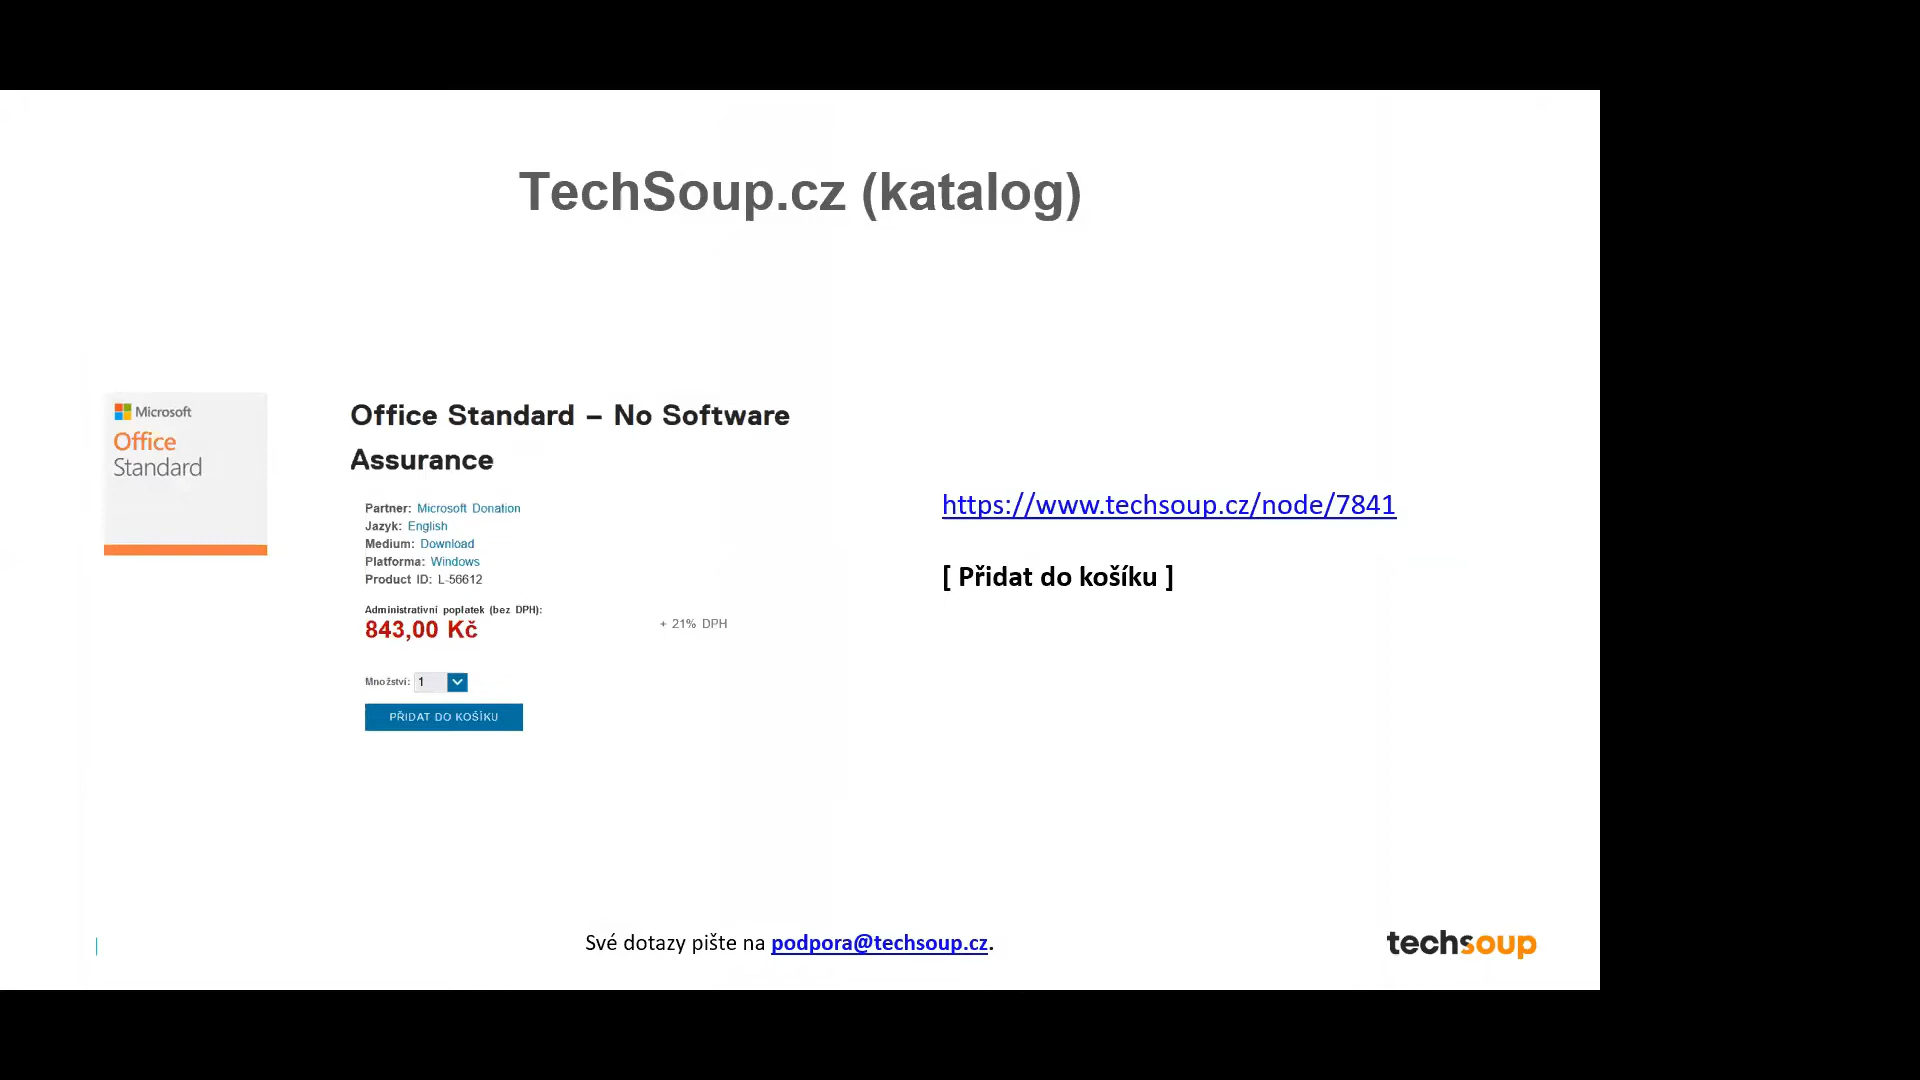 TechSoup.cz (katalog)
Microsoft
Office
Standard
Office Standard – No Software
Assurance
Partner: Microsoft Donation
Jazyk: English
Medium: Download
Platforma: Windows
Product ID: L-56612
Administrativní poplatek (bez DPH):
843,00 Kč
+ 21% DPH
Množství: 1
PŘIDAT DO KOŠÍKU
https://www.techsoup.cz/node/7841
[ Přidat do košíku ]
Své dotazy pište na podpora@techsoup.cz.
techsoup